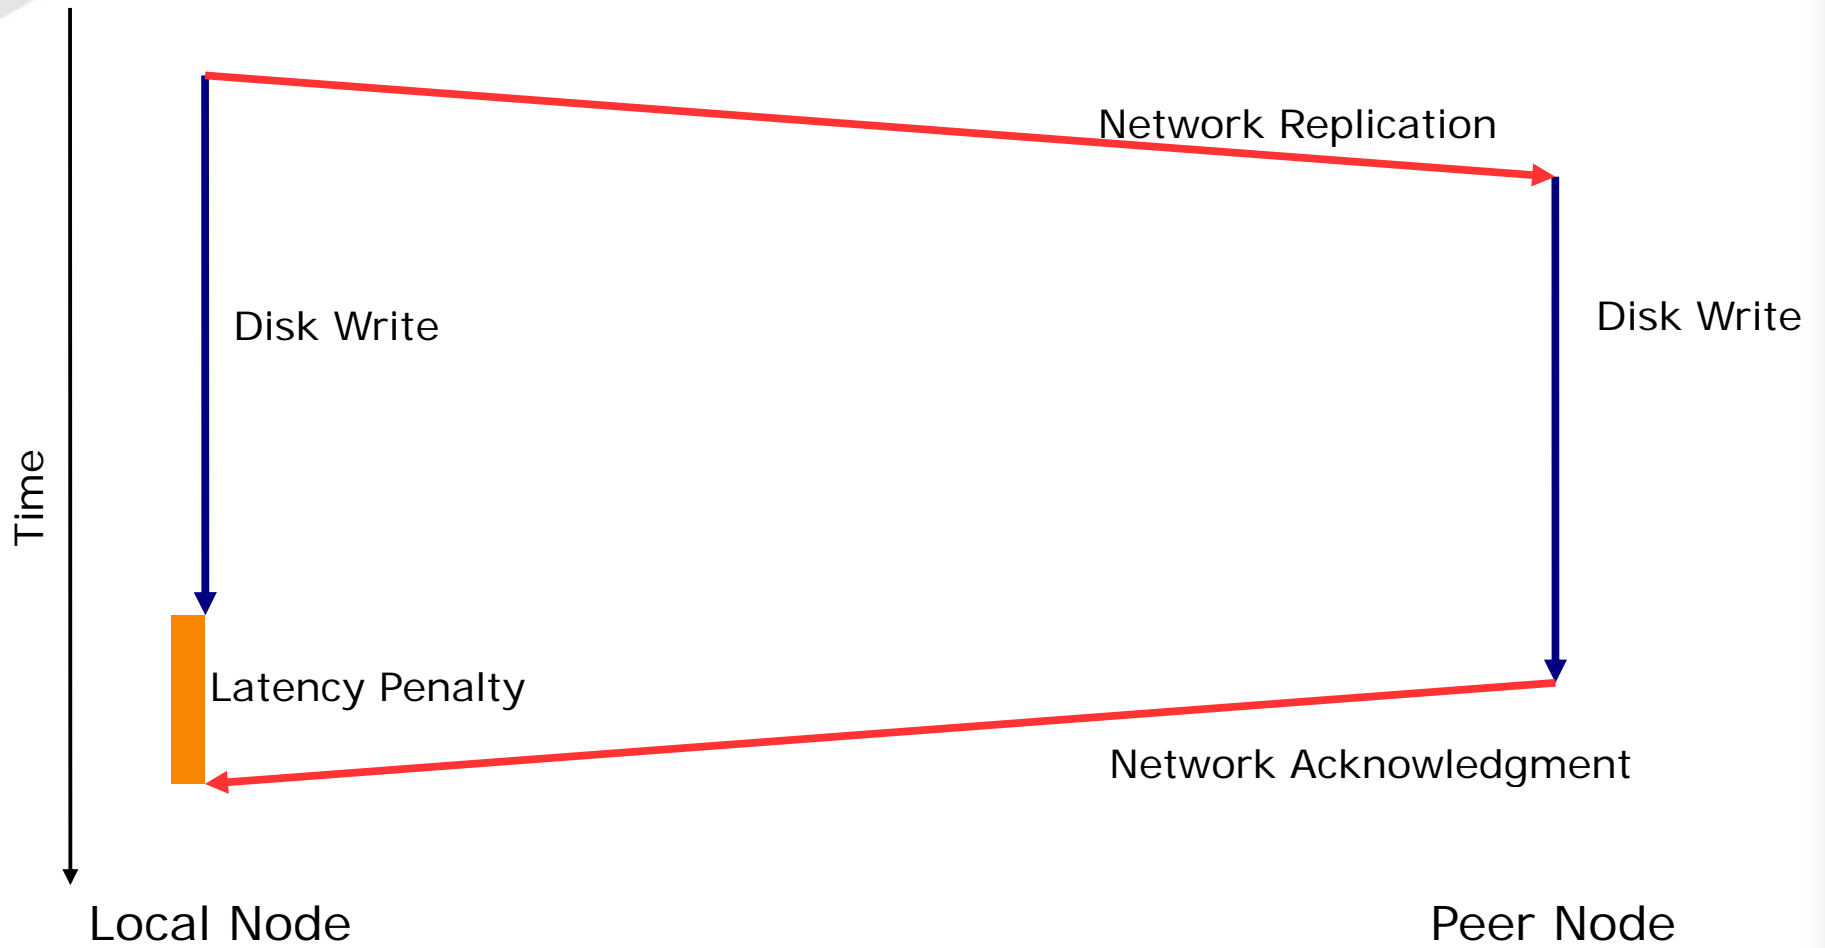 Network Replication
Disk Write
Disk Write
Time
Latency Penalty
Network Acknowledgment
Local Node
Peer Node